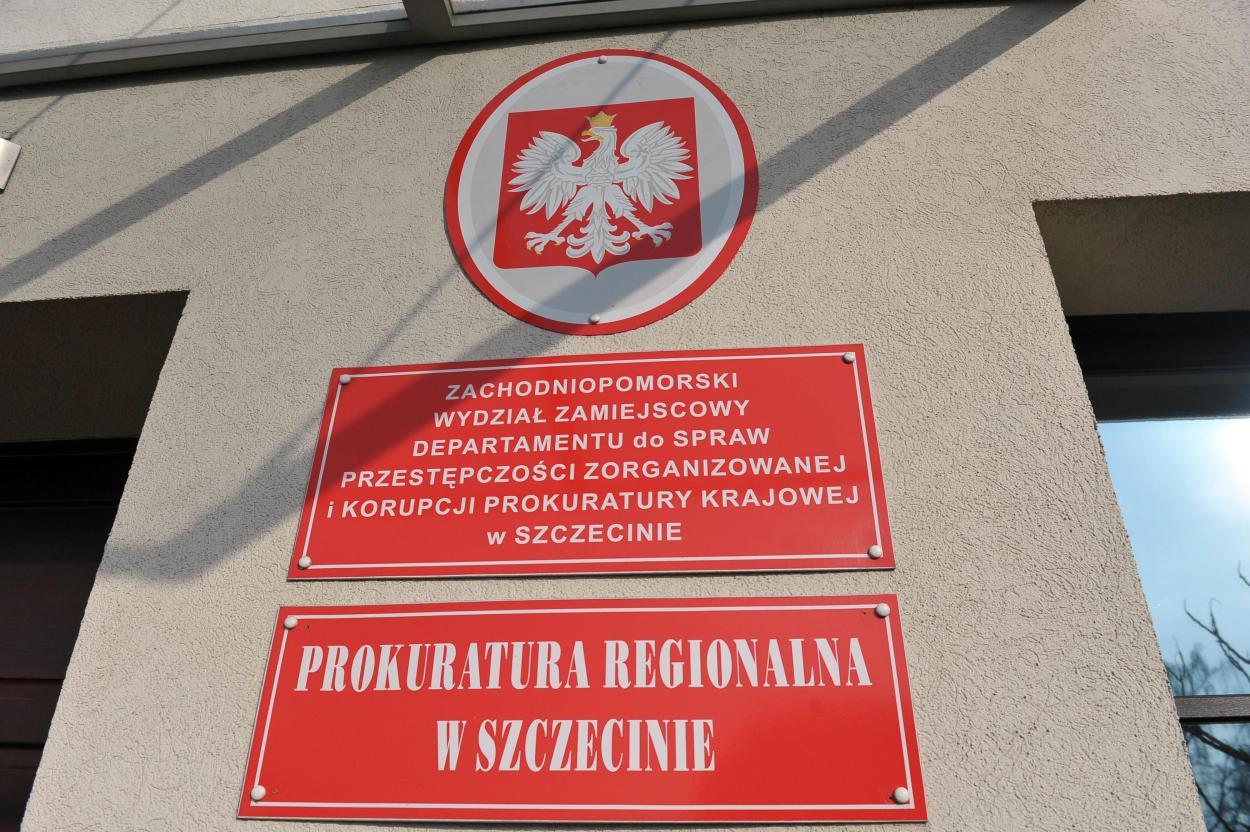 ZACHODNIOPOMORSKI
WYDZIAŁ ZAMIEJSCOWY
DEPARTAMENTU do SPRAW
PRZESTĘPCZOŚCI ZORGANIZOWANEJ
i KORUPCJI PROKURATURY KRAJOWEJ
w SZCZECINIE
PROKURATURA REGIONALNA
W SZCZECINIE